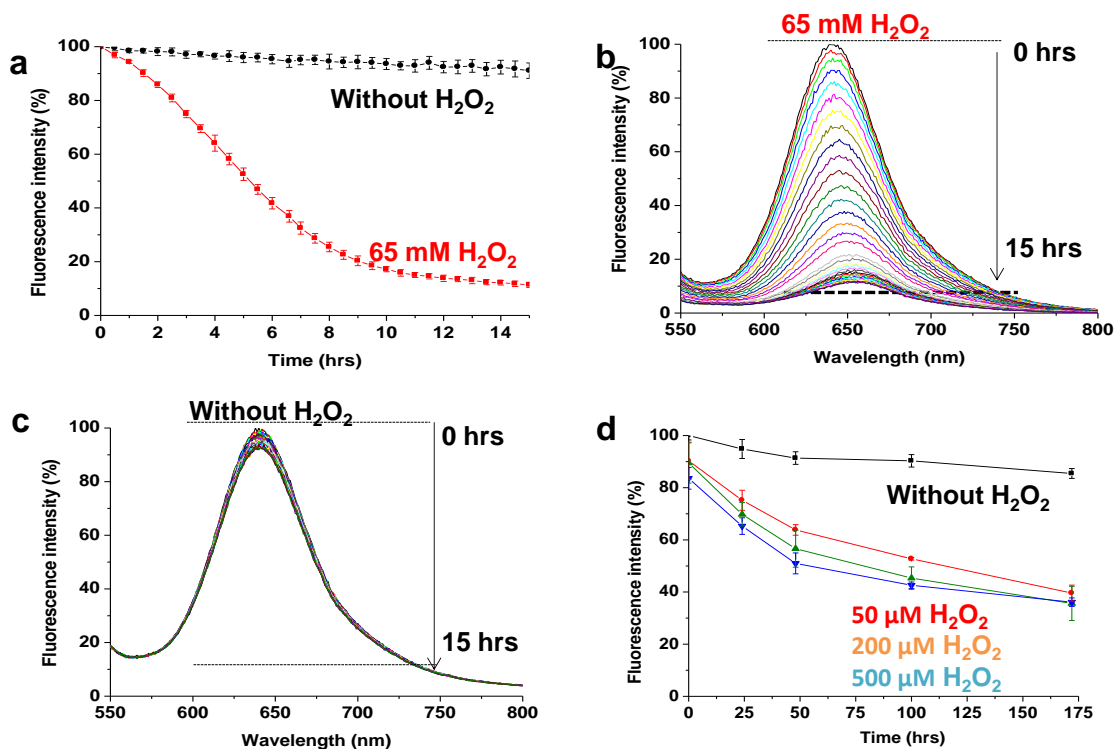 a
100
80
60
40
20
0
Fluorescence intensity (%)
Without H₂O₂
65 mM H₂O₂
0 2 4 6 8 10 12 14
Time (hrs)
b
65 mM H₂O₂
100
80
60
40
20
0
Fluorescence intensity (%)
0 hrs
15 hrs
550 600 650 700 750 800
Wavelength (nm)
c
Without H₂O₂
100
80
60
40
20
0
Fluorescence intensity (%)
0 hrs
15 hrs
550 600 650 700 750 800
Wavelength (nm)
d
100
80
60
40
20
0
Fluorescence intensity (%)
Without H₂O₂
50 µM H₂O₂
200 µM H₂O₂
500 µM H₂O₂
0 25 50 75 100 125 150 175
Time (hrs)